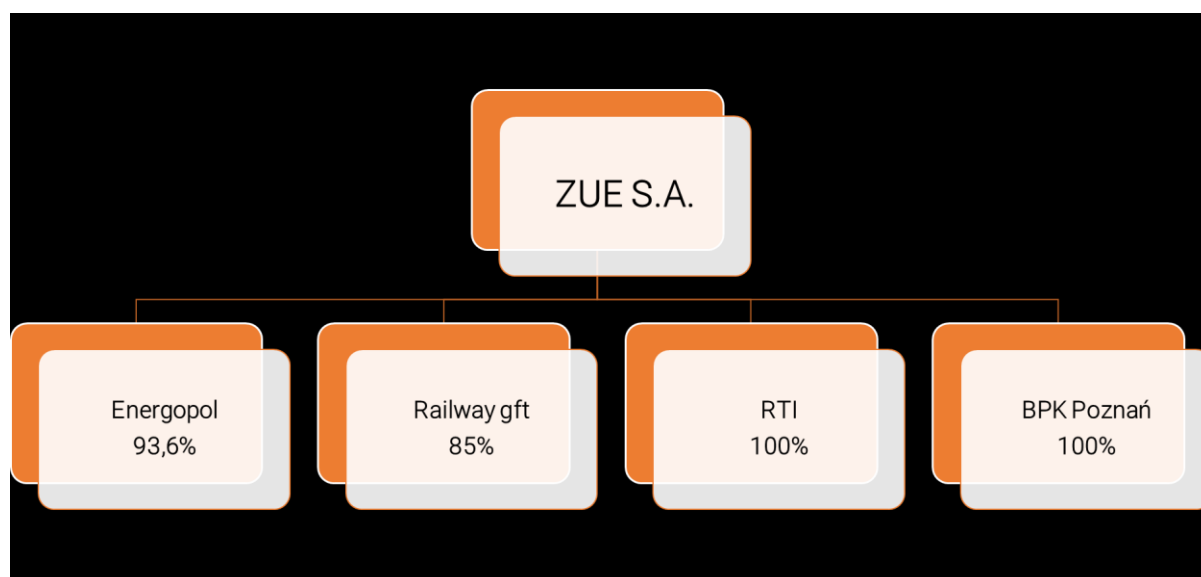 ZUE S.A.
Energopol
93,6%
Railway gft
85%
RTI
100%
BPK Poznań
100%